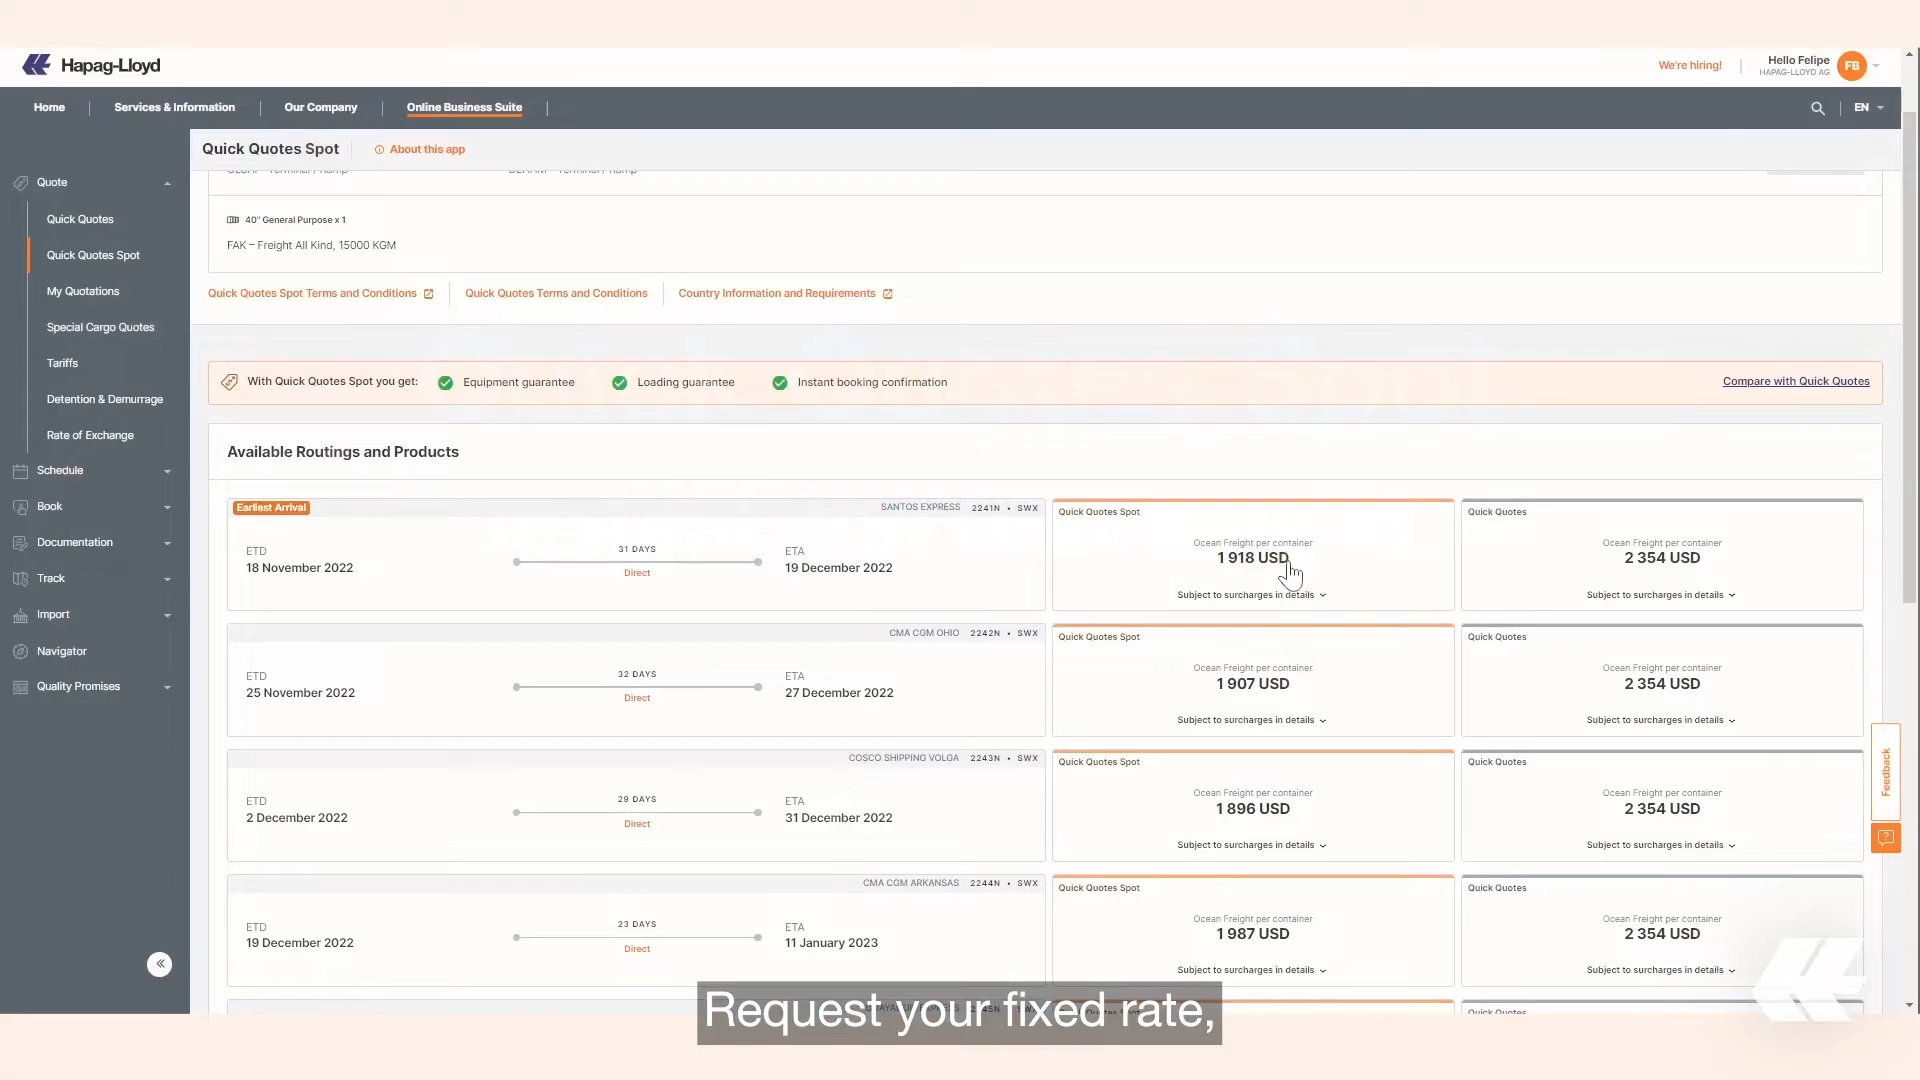 Hapag-Lloyd
We're hiring!
Hello Felipe
HAPAG-LLOYD AG
FB
Home
Services & Information
Our Company
Online Business Suite
EN
Quick Quotes Spot
About this app
Quote
Quick Quotes
Quick Quotes Spot
My Quotations
Special Cargo Quotes
Tariffs
Detention & Demurrage
Rate of Exchange
Schedule
Book
Documentation
Track
Import
Navigator
Quality Promises
40" General Purpose x 1
FAK – Freight All Kind, 15000 KGM
Quick Quotes Spot Terms and Conditions
Quick Quotes Terms and Conditions
Country Information and Requirements
With Quick Quotes Spot you get:
Equipment guarantee
Loading guarantee
Instant booking confirmation
Compare with Quick Quotes
Available Routings and Products
Earliest Arrival
SANTOS EXPRESS 2241N • SWX
ETD
18 November 2022
31 DAYS
Direct
ETA
19 December 2022
Quick Quotes Spot
Ocean Freight per container
1 918 USD
Subject to surcharges in details
Quick Quotes
Ocean Freight per container
2 354 USD
Subject to surcharges in details
CMA CGM OHIO 2242N • SWX
ETD
25 November 2022
32 DAYS
Direct
ETA
27 December 2022
Quick Quotes Spot
Ocean Freight per container
1 907 USD
Subject to surcharges in details
Quick Quotes
Ocean Freight per container
2 354 USD
Subject to surcharges in details
COSCO SHIPPING VOLGA 2243N • SWX
ETD
2 December 2022
29 DAYS
Direct
ETA
31 December 2022
Quick Quotes Spot
Ocean Freight per container
1 896 USD
Subject to surcharges in details
Quick Quotes
Ocean Freight per container
2 354 USD
Subject to surcharges in details
CMA CGM ARKANSAS 2244N • SWX
ETD
19 December 2022
23 DAYS
Direct
ETA
11 January 2023
Quick Quotes Spot
Ocean Freight per container
1 987 USD
Subject to surcharges in details
Quick Quotes
Ocean Freight per container
2 354 USD
Subject to surcharges in details
Feedback
Request your fixed rate,